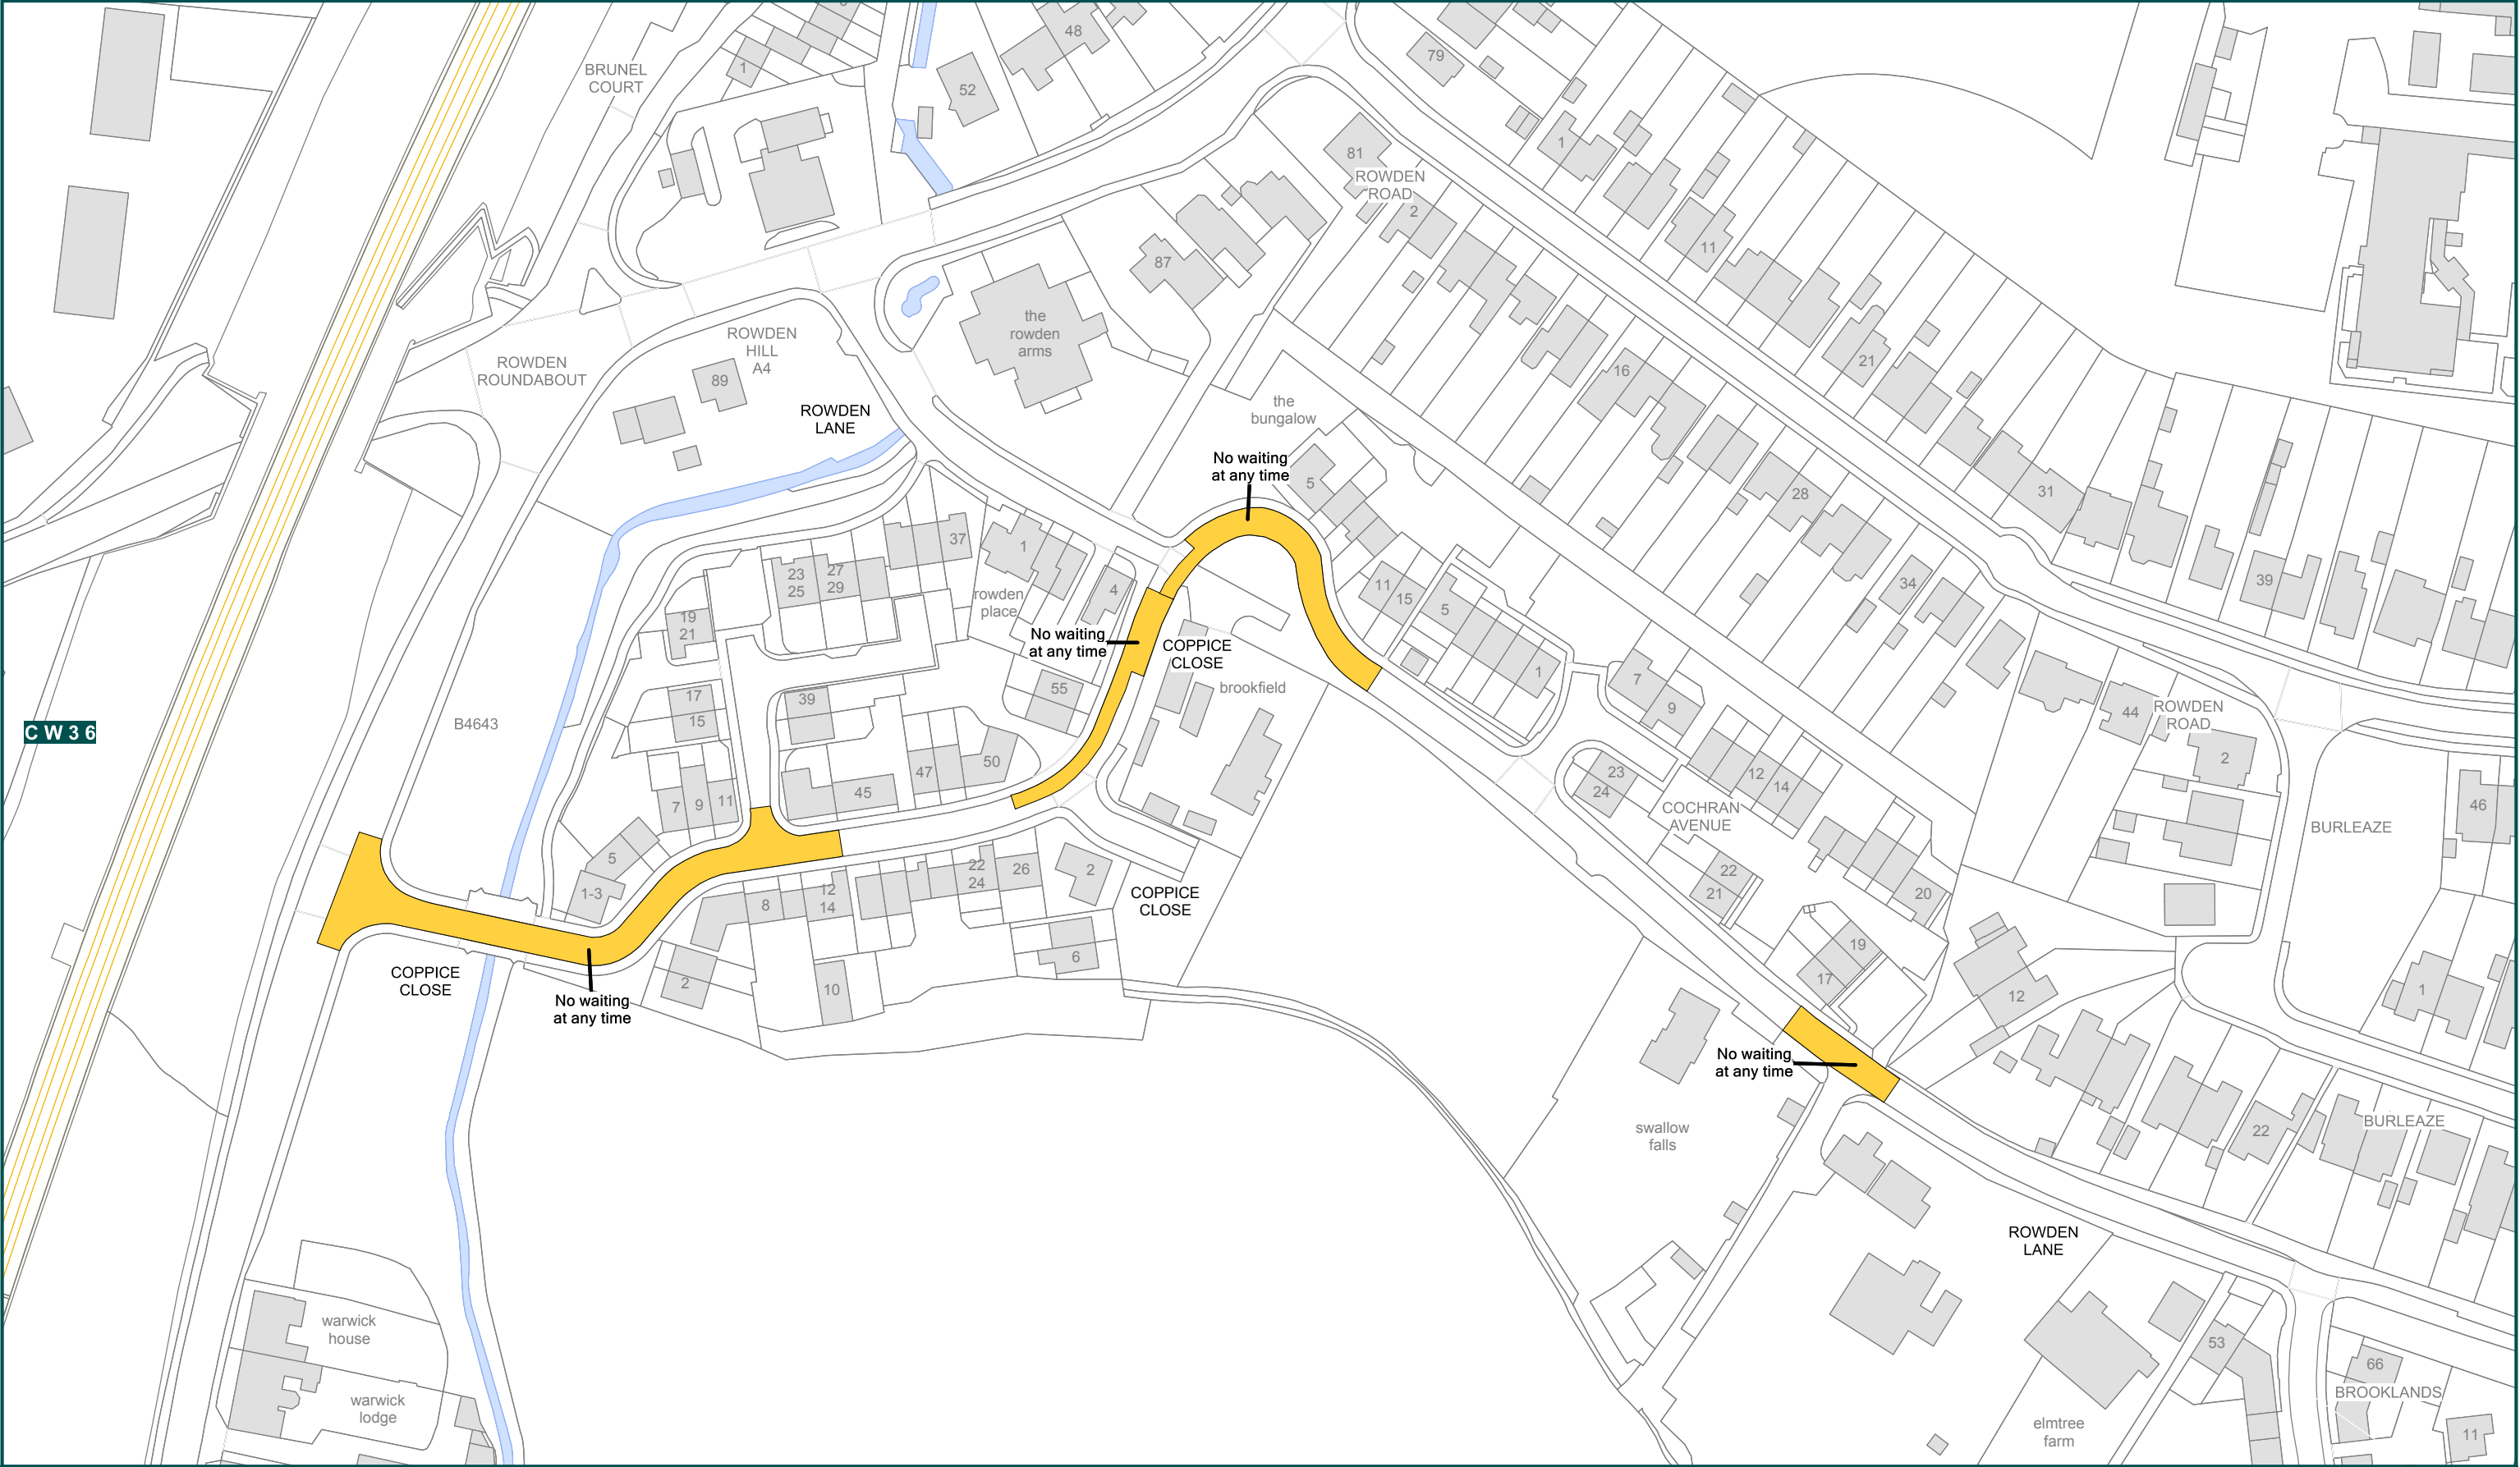 48
79
BRUNEL
COURT
1
52
1
81
ROWDEN
ROAD
2
11
87
the
rowden
arms
ROWDEN
HILL
A4
ROWDEN
ROUNDABOUT
89
21
16
ROWDEN
LANE
the
bungalow
No waiting
at any time
5
31
28
37
1
23
25
27
29
39
34
11
15
5
4
rowden
place
19
21
No waiting
at any time
COPPICE
CLOSE
1
7
9
brookfield
55
17
15
39
B4643
C W 3 6
44
ROWDEN
ROAD
2
50
47
45
23
24
12
14
46
7
9
11
COCHRAN
AVENUE
BURLEAZE
5
22
24
26
2
22
21
20
1-3
8
12
14
COPPICE
CLOSE
19
17
6
2
10
COPPICE
CLOSE
12
1
No waiting
at any time
No waiting
at any time
swallow
falls
22
BURLEAZE
ROWDEN
LANE
warwick
house
53
66
warwick
lodge
BROOKLANDS
elmtree
farm
11